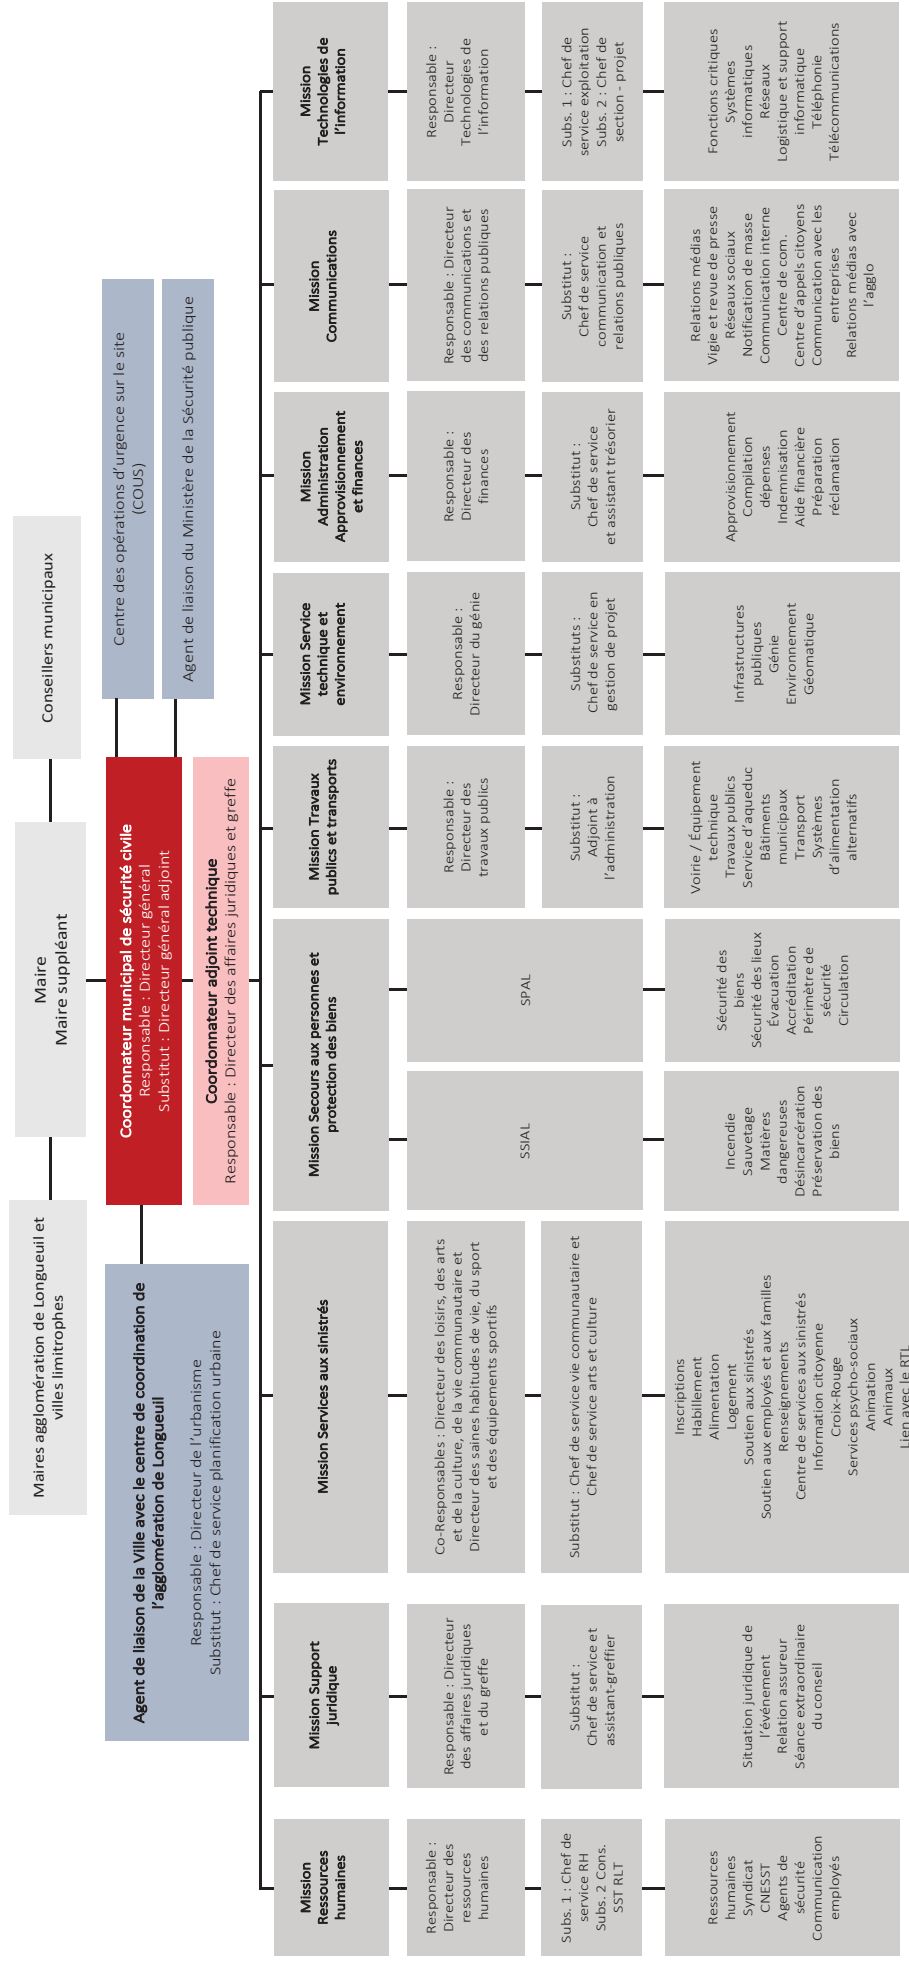 Maires agglomération de Longueuil et
villes limitrophes
Maire
Maire suppléant
Conseillers municipaux
Agent de liaison de la Ville avec le centre de coordination de
l'agglomération de Longueuil
Responsable : Directeur de l'urbanisme
Substitut : Chef de service planification urbaine
Coordonnateur municipal de sécurité civile
Responsable : Directeur général
Substitut : Directeur général adjoint
Coordonnateur adjoint technique
Responsable : Directeur des affaires juridiques et greffe
Centre des opérations d'urgence sur le site
(COUS)
Agent de liaison du Ministère de la Sécurité publique
Mission
Ressources
humaines
Responsable :
Directeur des
ressources
humaines
Subs. 1 : Chef de
service RH
Subs. 2 Cons.
SST RLT
Ressources
humaines
Syndicat
CNESST
Agents de
sécurité
Communication
employés
Mission Support
juridique
Responsable : Directeur
des affaires juridiques
et du greffe
Substitut :
Chef de service et
assistant-greffier
Situation juridique de
l'événement
Relation assureur
Séance extraordinaire
du conseil
Mission Services aux sinistrés
Co-Responsables : Directeur des loisirs, des arts
et de la culture, de la vie communautaire et
Directeur des saines habitudes de vie, du sport
et des équipements sportifs
Substitut : Chef de service vie communautaire et
Chef de service arts et culture
Inscriptions
Habillement
Alimentation
Logement
Soutien aux sinistrés
Soutien aux employés et aux familles
Renseignements
Centre de services aux sinistrés
Information citoyenne
Croix-Rouge
Services psycho-sociaux
Animation
Animaux
Lien avec le RTL
Mission Secours aux personnes et
protection des biens
SSIAL
Incendie
Sauvetage
Matières
dangereuses
Désincarcération
Préservation des
biens
SPAL
Sécurité des
biens
Sécurité des lieux
Évacuation
Accréditation
Périmètre de
sécurité
Circulation
Mission Travaux
publics et transports
Responsable :
Directeur des
travaux publics
Substitut :
Adjoint à
l'administration
Voirie / Équipement
technique
Travaux publics
Service d'aqueduc
Bâtiments
municipaux
Transport
Systèmes
d'alimentation
alternatifs
Mission Service
technique et
environnement
Responsable :
Directeur du génie
Substituts :
Chef de service en
gestion de projet
Infrastructures
publiques
Génie
Environnement
Géomatique
Mission
Administration
Approvisionnement
et finances
Responsable :
Directeur des
finances
Substitut :
Chef de service
et assistant trésorier
Approvisionnement
Compilation
dépenses
Indemnisation
Aide financière
Préparation
réclamation
Mission
Communications
Responsable : Directeur
des communications et
des relations publiques
Substitut :
Chef de service
communication et
relations publiques
Relations médias
Vigie et revue de presse
Réseaux sociaux
Notification de masse
Communication interne
Centre de com.
Centre d'appels citoyens
Communication avec les
entreprises
Relations médias avec
l'agglo
Mission
Technologies de
l'information
Responsable :
Directeur
Technologies de
l'information
Subs. 1 : Chef de
service exploitation
Subs. 2 : Chef de
section - projet
Fonctions critiques
Systèmes
informatiques
Réseaux
Logistique et support
informatique
Téléphonie
Télécommunications